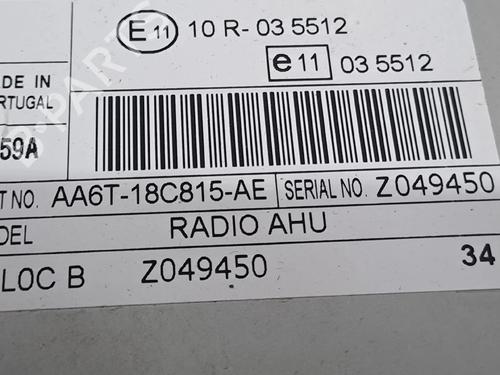 E 11 10 R- 03 5512
e 11 03 5512
DE IN
RTUGAL
59A
T NO. AA6T-18C815-AE SERIAL NO. Z049450
DEL RADIO AHU
LOC B Z049450 34